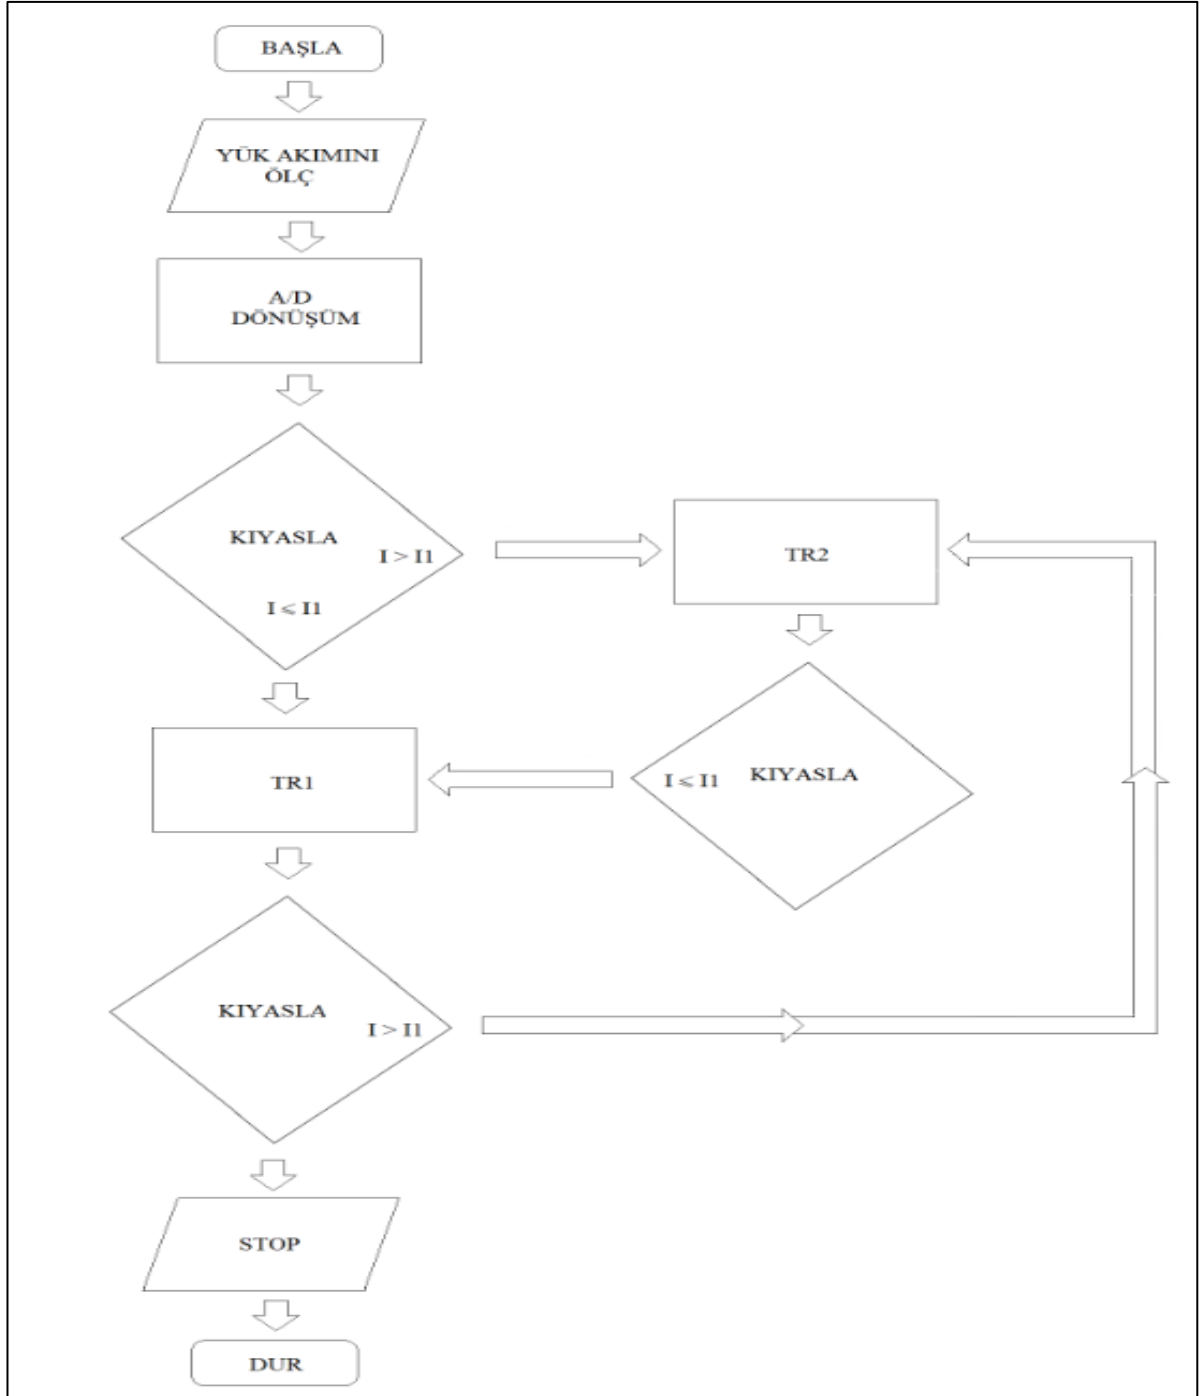 BAŞLA
YÜK AKIMINI
ÖLÇ
A/D
DÖNÜŞÜM
KIYASLA
I > I1
I ⩽ I1
TR2
TR1
I ⩽ I1 KIYASLA
KIYASLA
I > I1
STOP
DUR